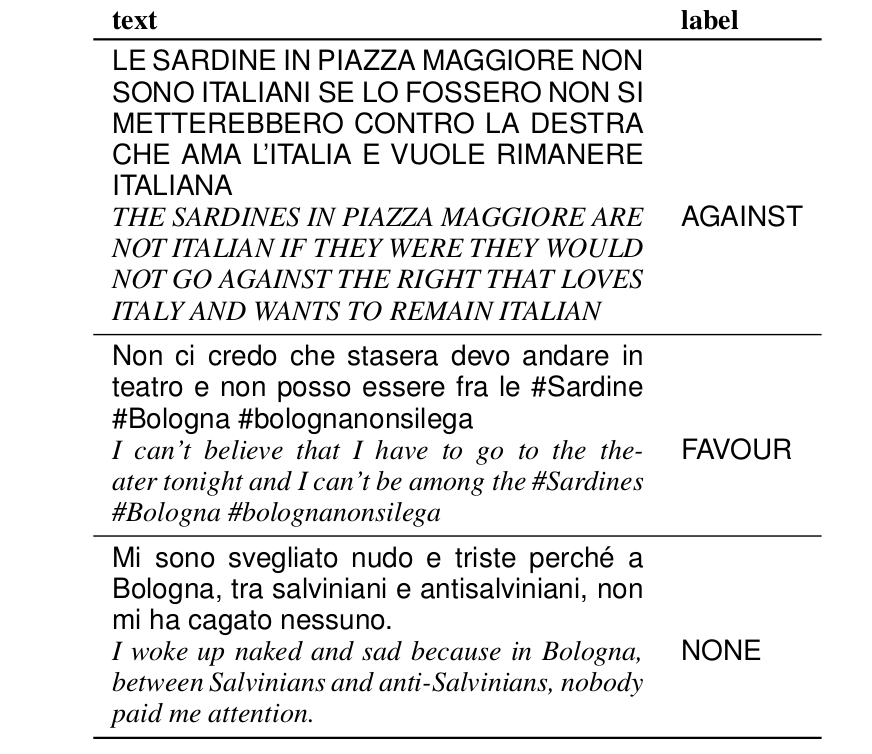 text label
LE SARDINE IN PIAZZA MAGGIORE NON
SONO ITALIANI SE LO FOSSERO NON SI
METTEREBBERO CONTRO LA DESTRA
CHE AMA L'ITALIA E VUOLE RIMANERE
ITALIANA
THE SARDINES IN PIAZZA MAGGIORE ARE
NOT ITALIAN IF THEY WERE THEY WOULD
NOT GO AGAINST THE RIGHT THAT LOVES
ITALY AND WANTS TO REMAIN ITALIAN
AGAINST
Non ci credo che stasera devo andare in
teatro e non posso essere fra le #Sardine
#Bologna #bolognanonsilega
I can't believe that I have to go to the the-
ater tonight and I can't be among the #Sardines
#Bologna #bolognanonsilega
FAVOUR
Mi sono svegliato nudo e triste perché a
Bologna, tra salviniani e antisalviniani, non
mi ha cagato nessuno.
I woke up naked and sad because in Bologna,
between Salvinians and anti-Salvinians, nobody
paid me attention.
NONE